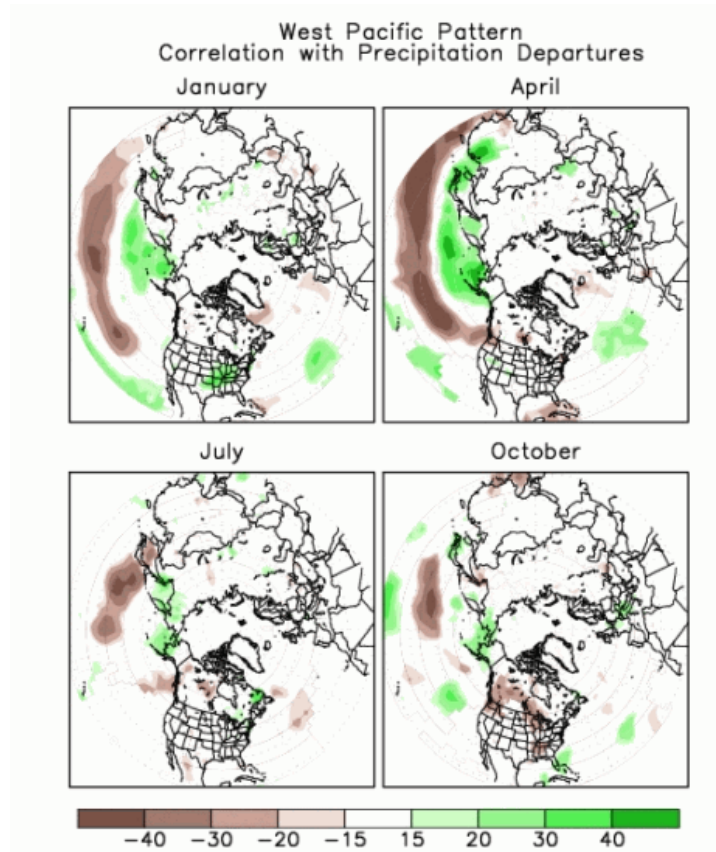 West Pacific Pattern
Correlation with Precipitation Departures
January
April
July
October
-40 -30 -20 -15 15 20 30 40